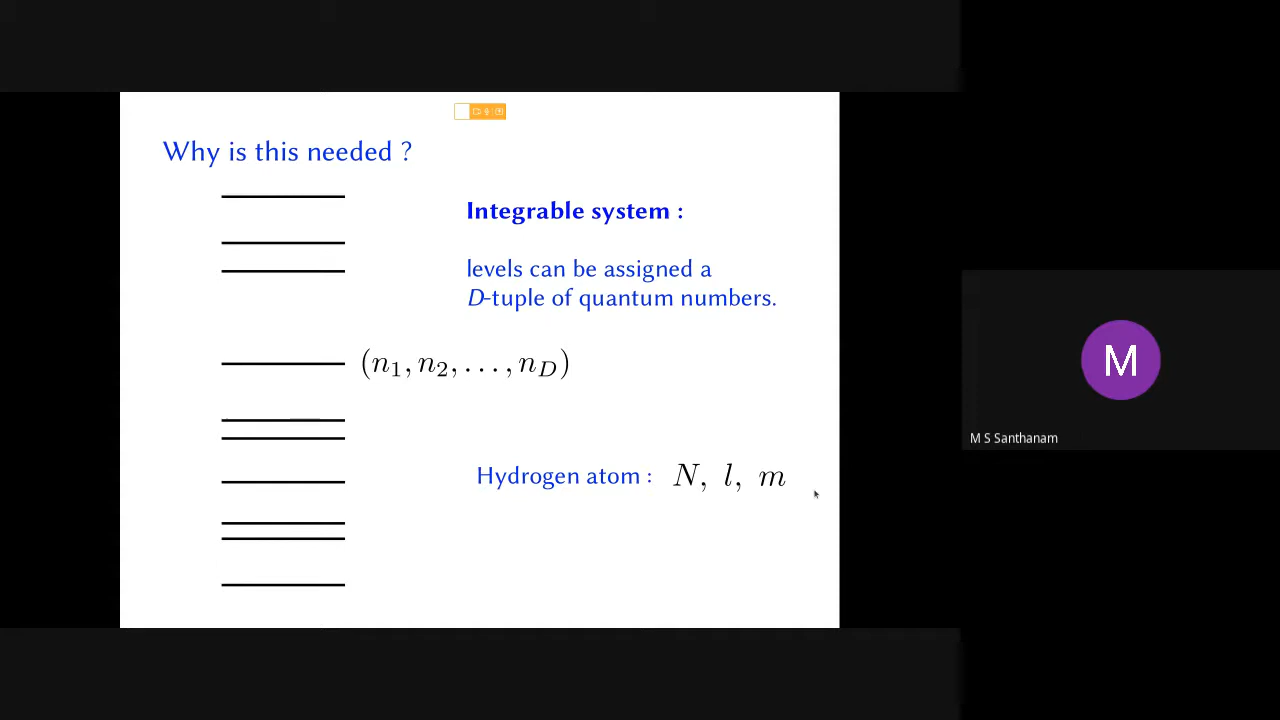 Why is this needed ?
Integrable system :
levels can be assigned a
D-tuple of quantum numbers.
(n₁, n₂, . . . , n_D)
Hydrogen atom : N, l, m
M
M S Santhanam